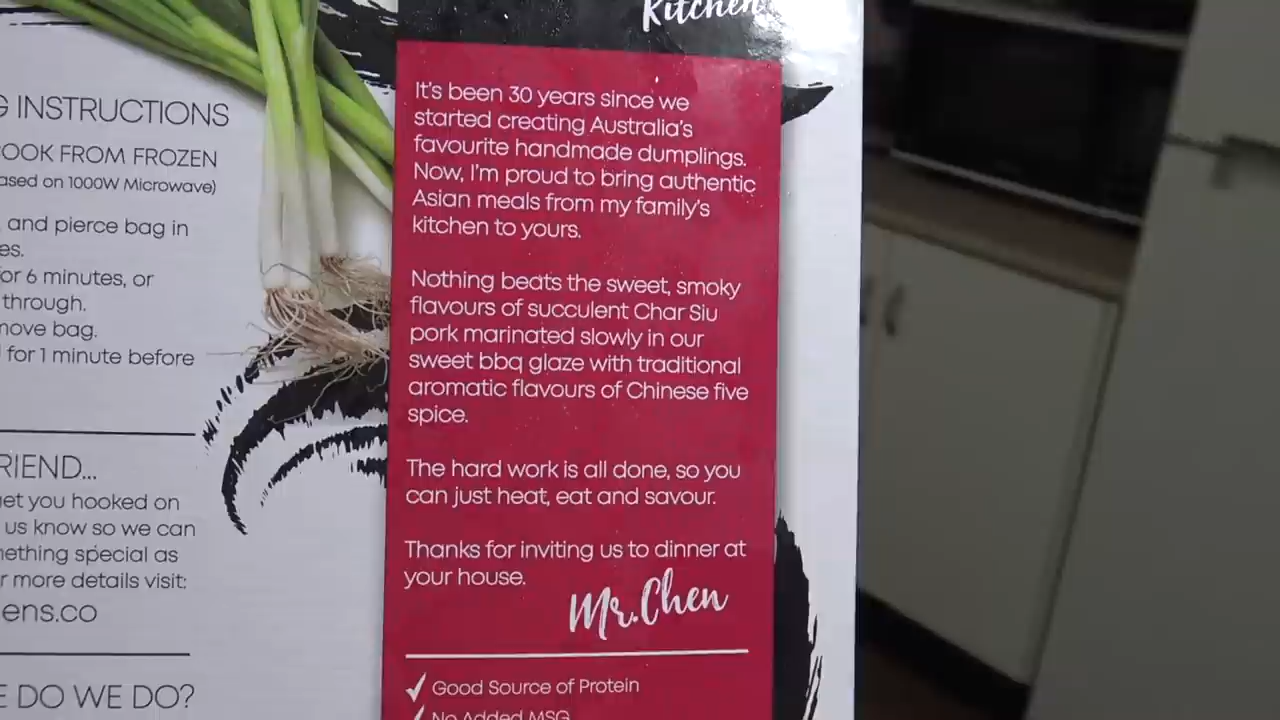 Kitchen
G INSTRUCTIONS
COOK FROM FROZEN
ased on 1000W Microwave)
and pierce bag in
es.
or 6 minutes, or
through.
move bag.
for 1 minute before
RIEND...
get you hooked on
us know so we can
mething special as
r more details visit:
ens.co
E DO WE DO?
It's been 30 years since we
started creating Australia's
favourite handmade dumplings.
Now, I'm proud to bring authentic
Asian meals from my family's
kitchen to yours.
Nothing beats the sweet, smoky
flavours of succulent Char Siu
pork marinated slowly in our
sweet bbq glaze with traditional
aromatic flavours of Chinese five
spice.
The hard work is all done, so you
can just heat, eat and savour.
Thanks for inviting us to dinner at
your house.
Mr.Chen
Good Source of Protein
No Added MSG